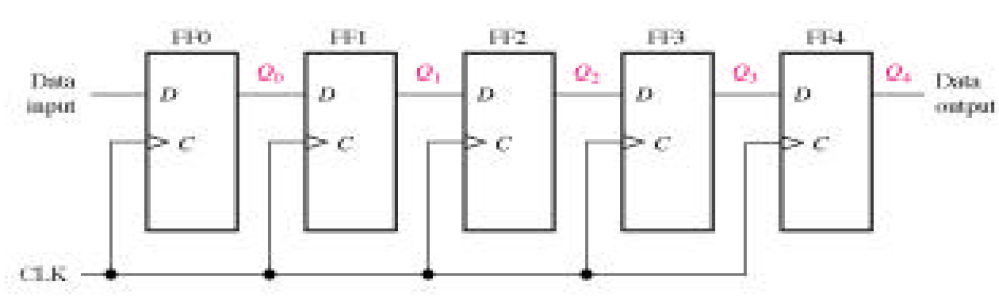 FF0 FF1 FF2 FF3 FF4
Data input D Q0 D Q1 D Q2 D Q3 D Q4 Data output
C C C C C
CLK